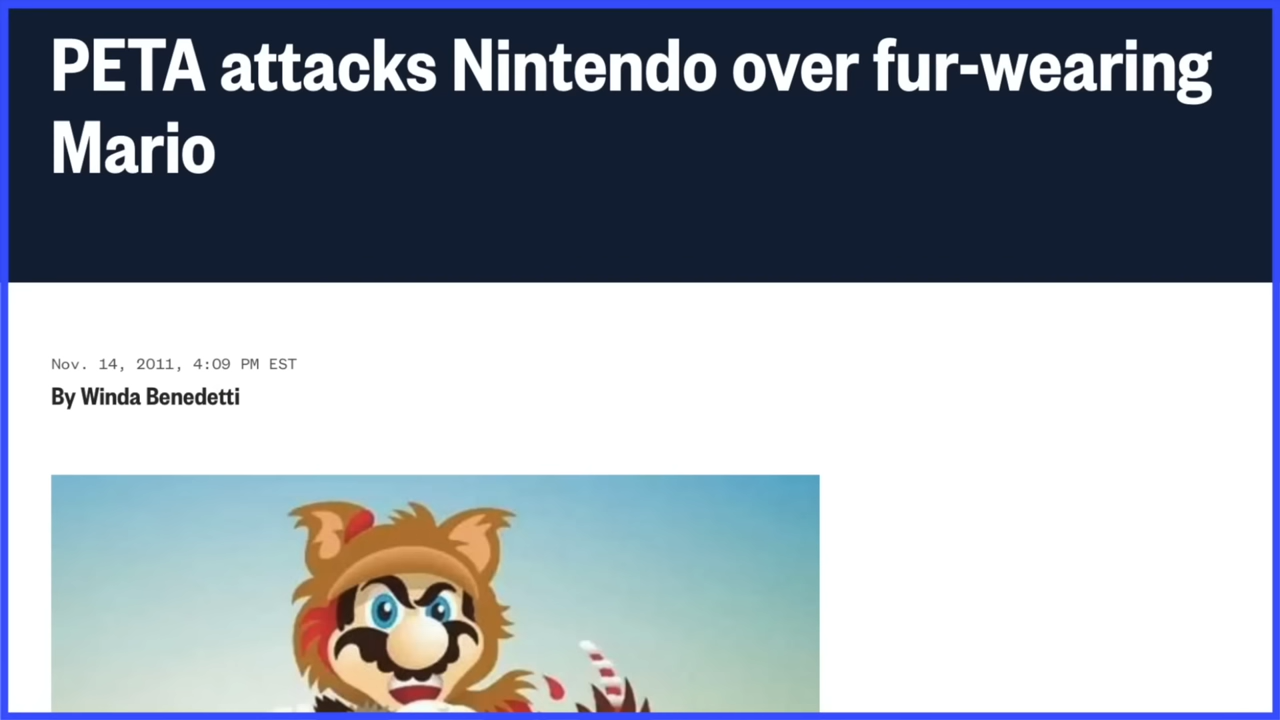 PETA attacks Nintendo over fur-wearing
Mario
Nov. 14, 2011, 4:09 PM EST
By Winda Benedetti